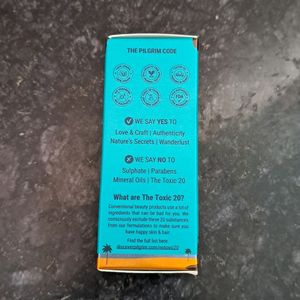 THE PILGRIM CODE
FDA
WE SAY YES TO
Love & Craft | Authenticity
Nature's Secrets | Wanderlust
WE SAY NO TO
Sulphate | Parabens
Mineral Oils | The Toxic 20
What are The Toxic 20?
Conventional beauty products use a lot of
ingredients that can be bad for you. We
consciously exclude these 20 substances
from our formulations to make sure you
have happy skin & hair.
Find the full list here: